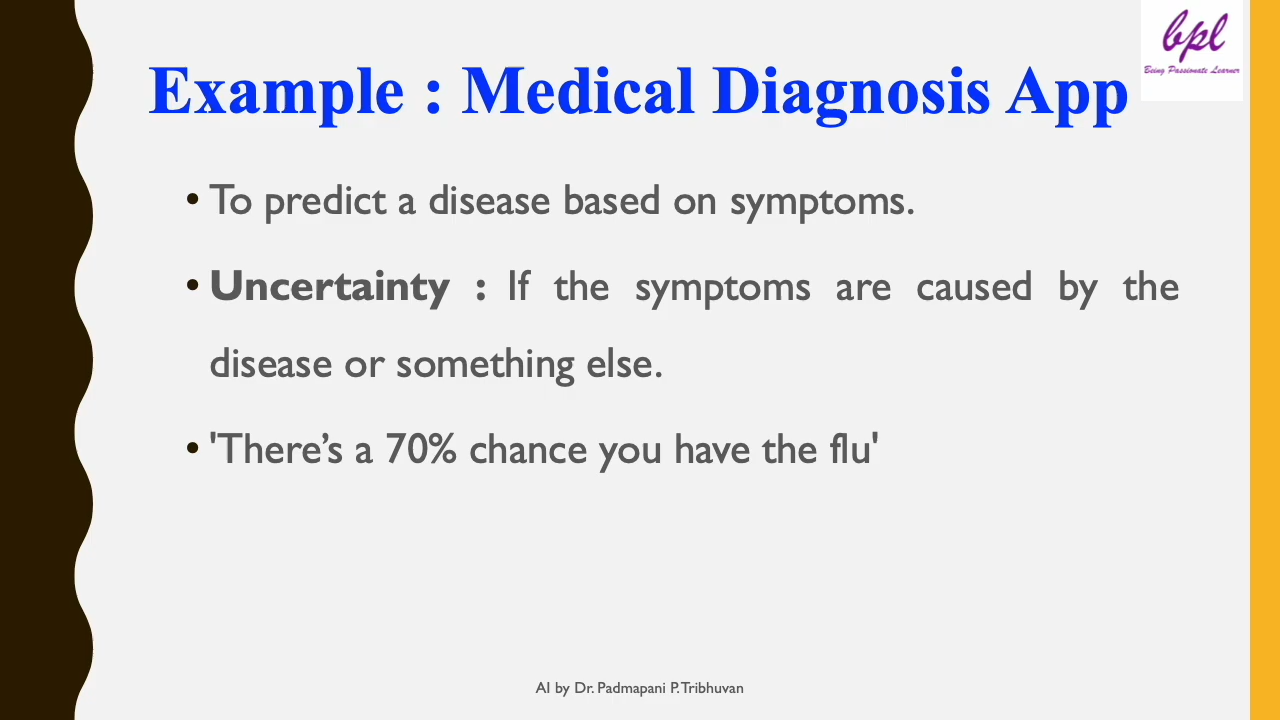 bpl
Being Passionate Learner
Example : Medical Diagnosis App
• To predict a disease based on symptoms.
• Uncertainty : If the symptoms are caused by the
disease or something else.
• 'There’s a 70% chance you have the flu'
AI by Dr. Padmapani P. Tribhuvan